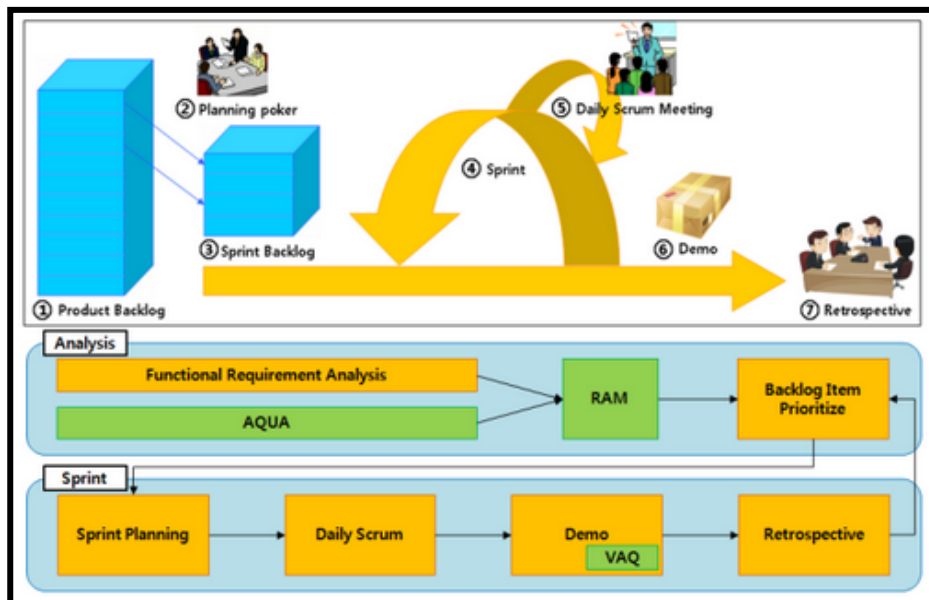 ② Planning poker
⑤ Daily Scrum Meeting
④ Sprint
③ Sprint Backlog
⑥ Demo
① Product Backlog
⑦ Retrospective
Analysis
Functional Requirement Analysis
AQUA
RAM
Backlog Item
Prioritize
Sprint
Sprint Planning
Daily Scrum
Demo
VAQ
Retrospective